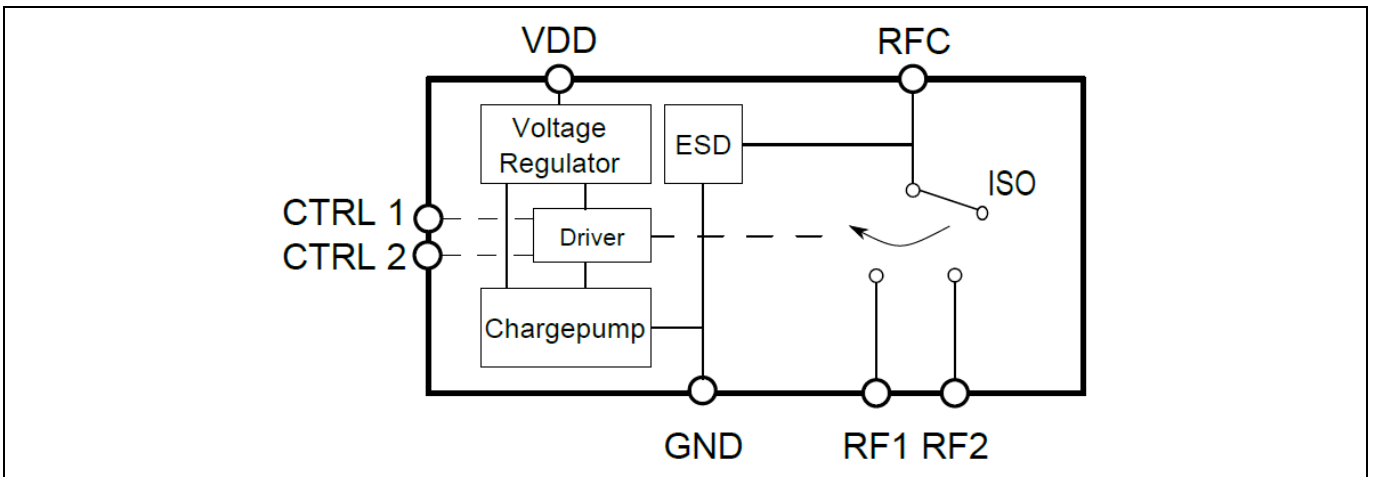 VDD
RFC
Voltage
Regulator
ESD
ISO
CTRL 1
CTRL 2
Driver
Chargepump
GND
RF1 RF2